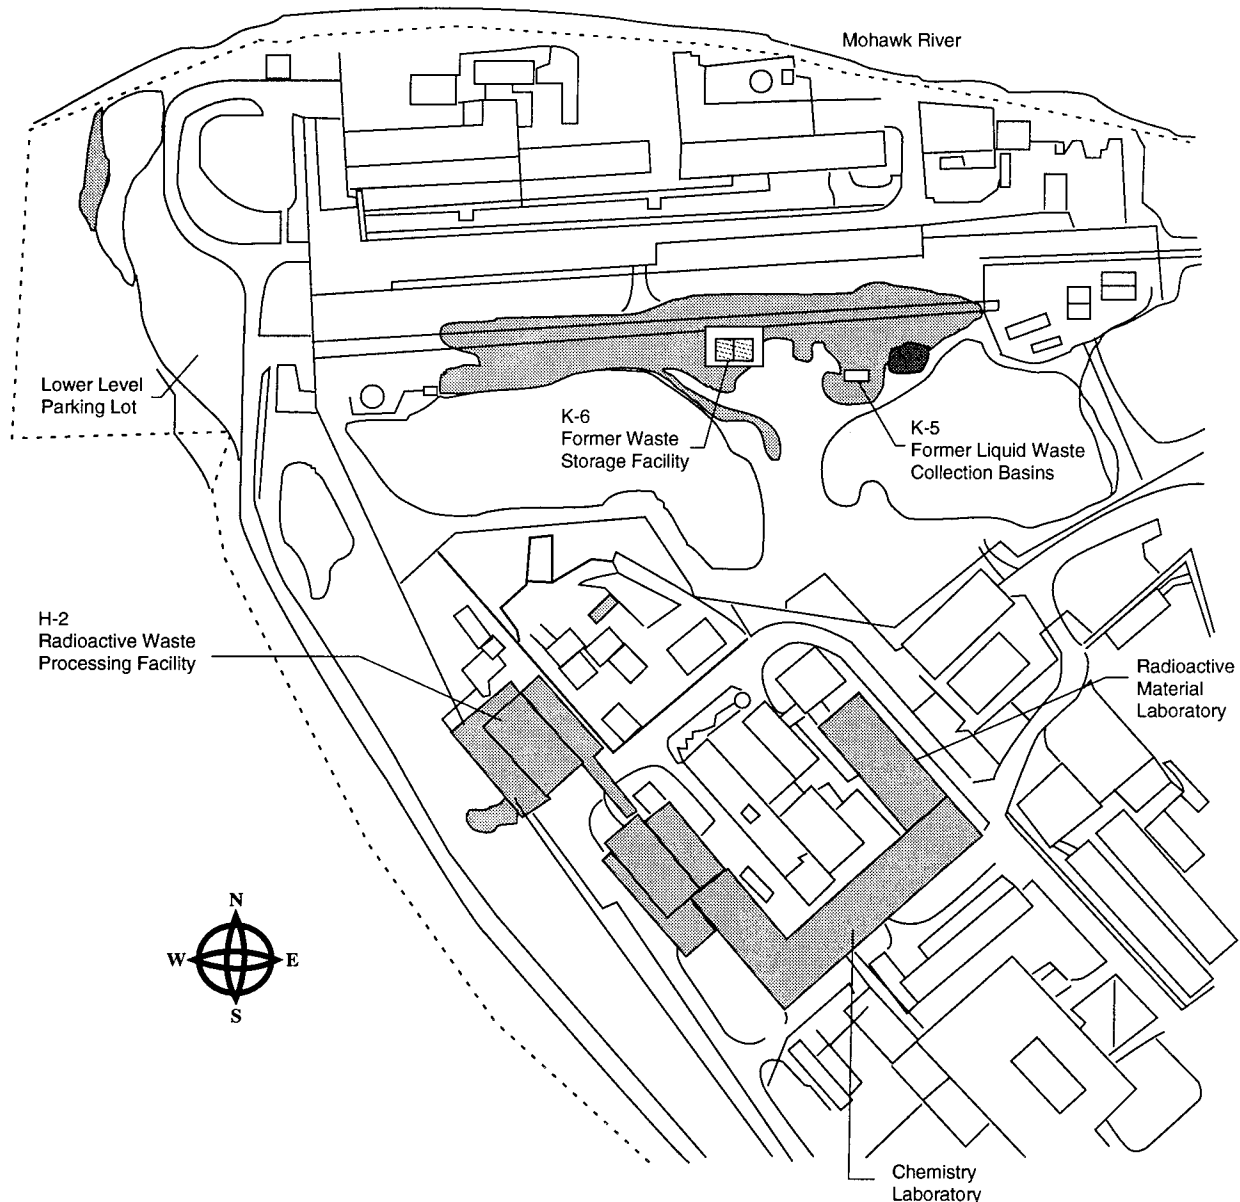 Mohawk River
Lower Level
Parking Lot
K-6
Former Waste
Storage Facility
K-5
Former Liquid Waste
Collection Basins
H-2
Radioactive Waste
Processing Facility
Radioactive
Material
Laboratory
N
W E
S
Chemistry
Laboratory